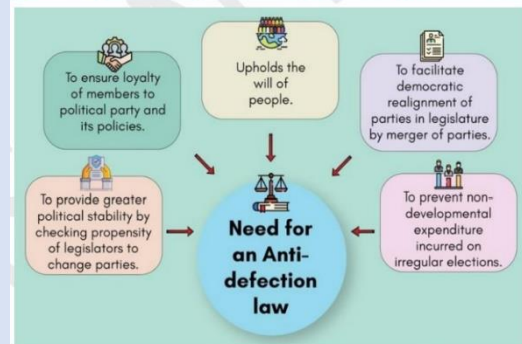 To ensure loyalty
of members to
political party and
its policies.
Upholds the
will of
people.
To facilitate
democratic
realignment of
parties in legislature
by merger of parties.
To provide greater
political stability by
checking propensity
of legislators to
change parties.
Need for
an Anti-
defection
law
To prevent non-
developmental
expenditure
incurred on
irregular elections.